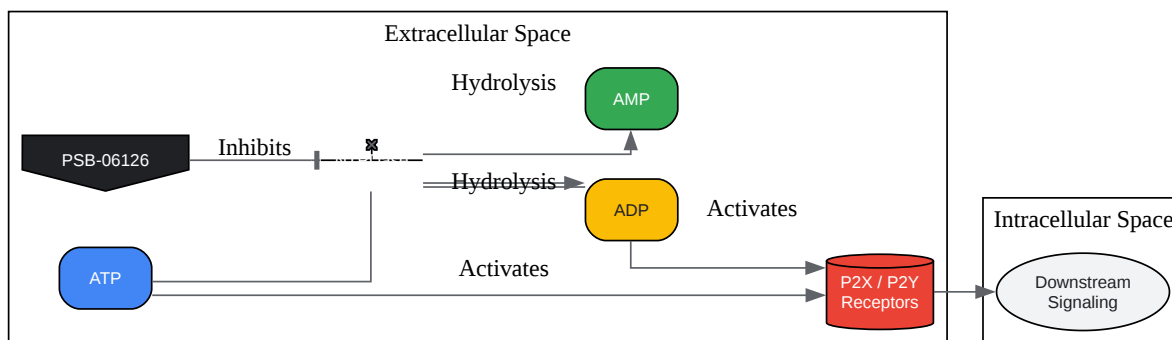 Extracellular Space
Hydrolysis
AMP
PSB-06126
Inhibits
Hydrolysis
ADP
Activates
Intracellular Space
ATP
Activates
P2X / P2Y
Receptors
Downstream
Signaling